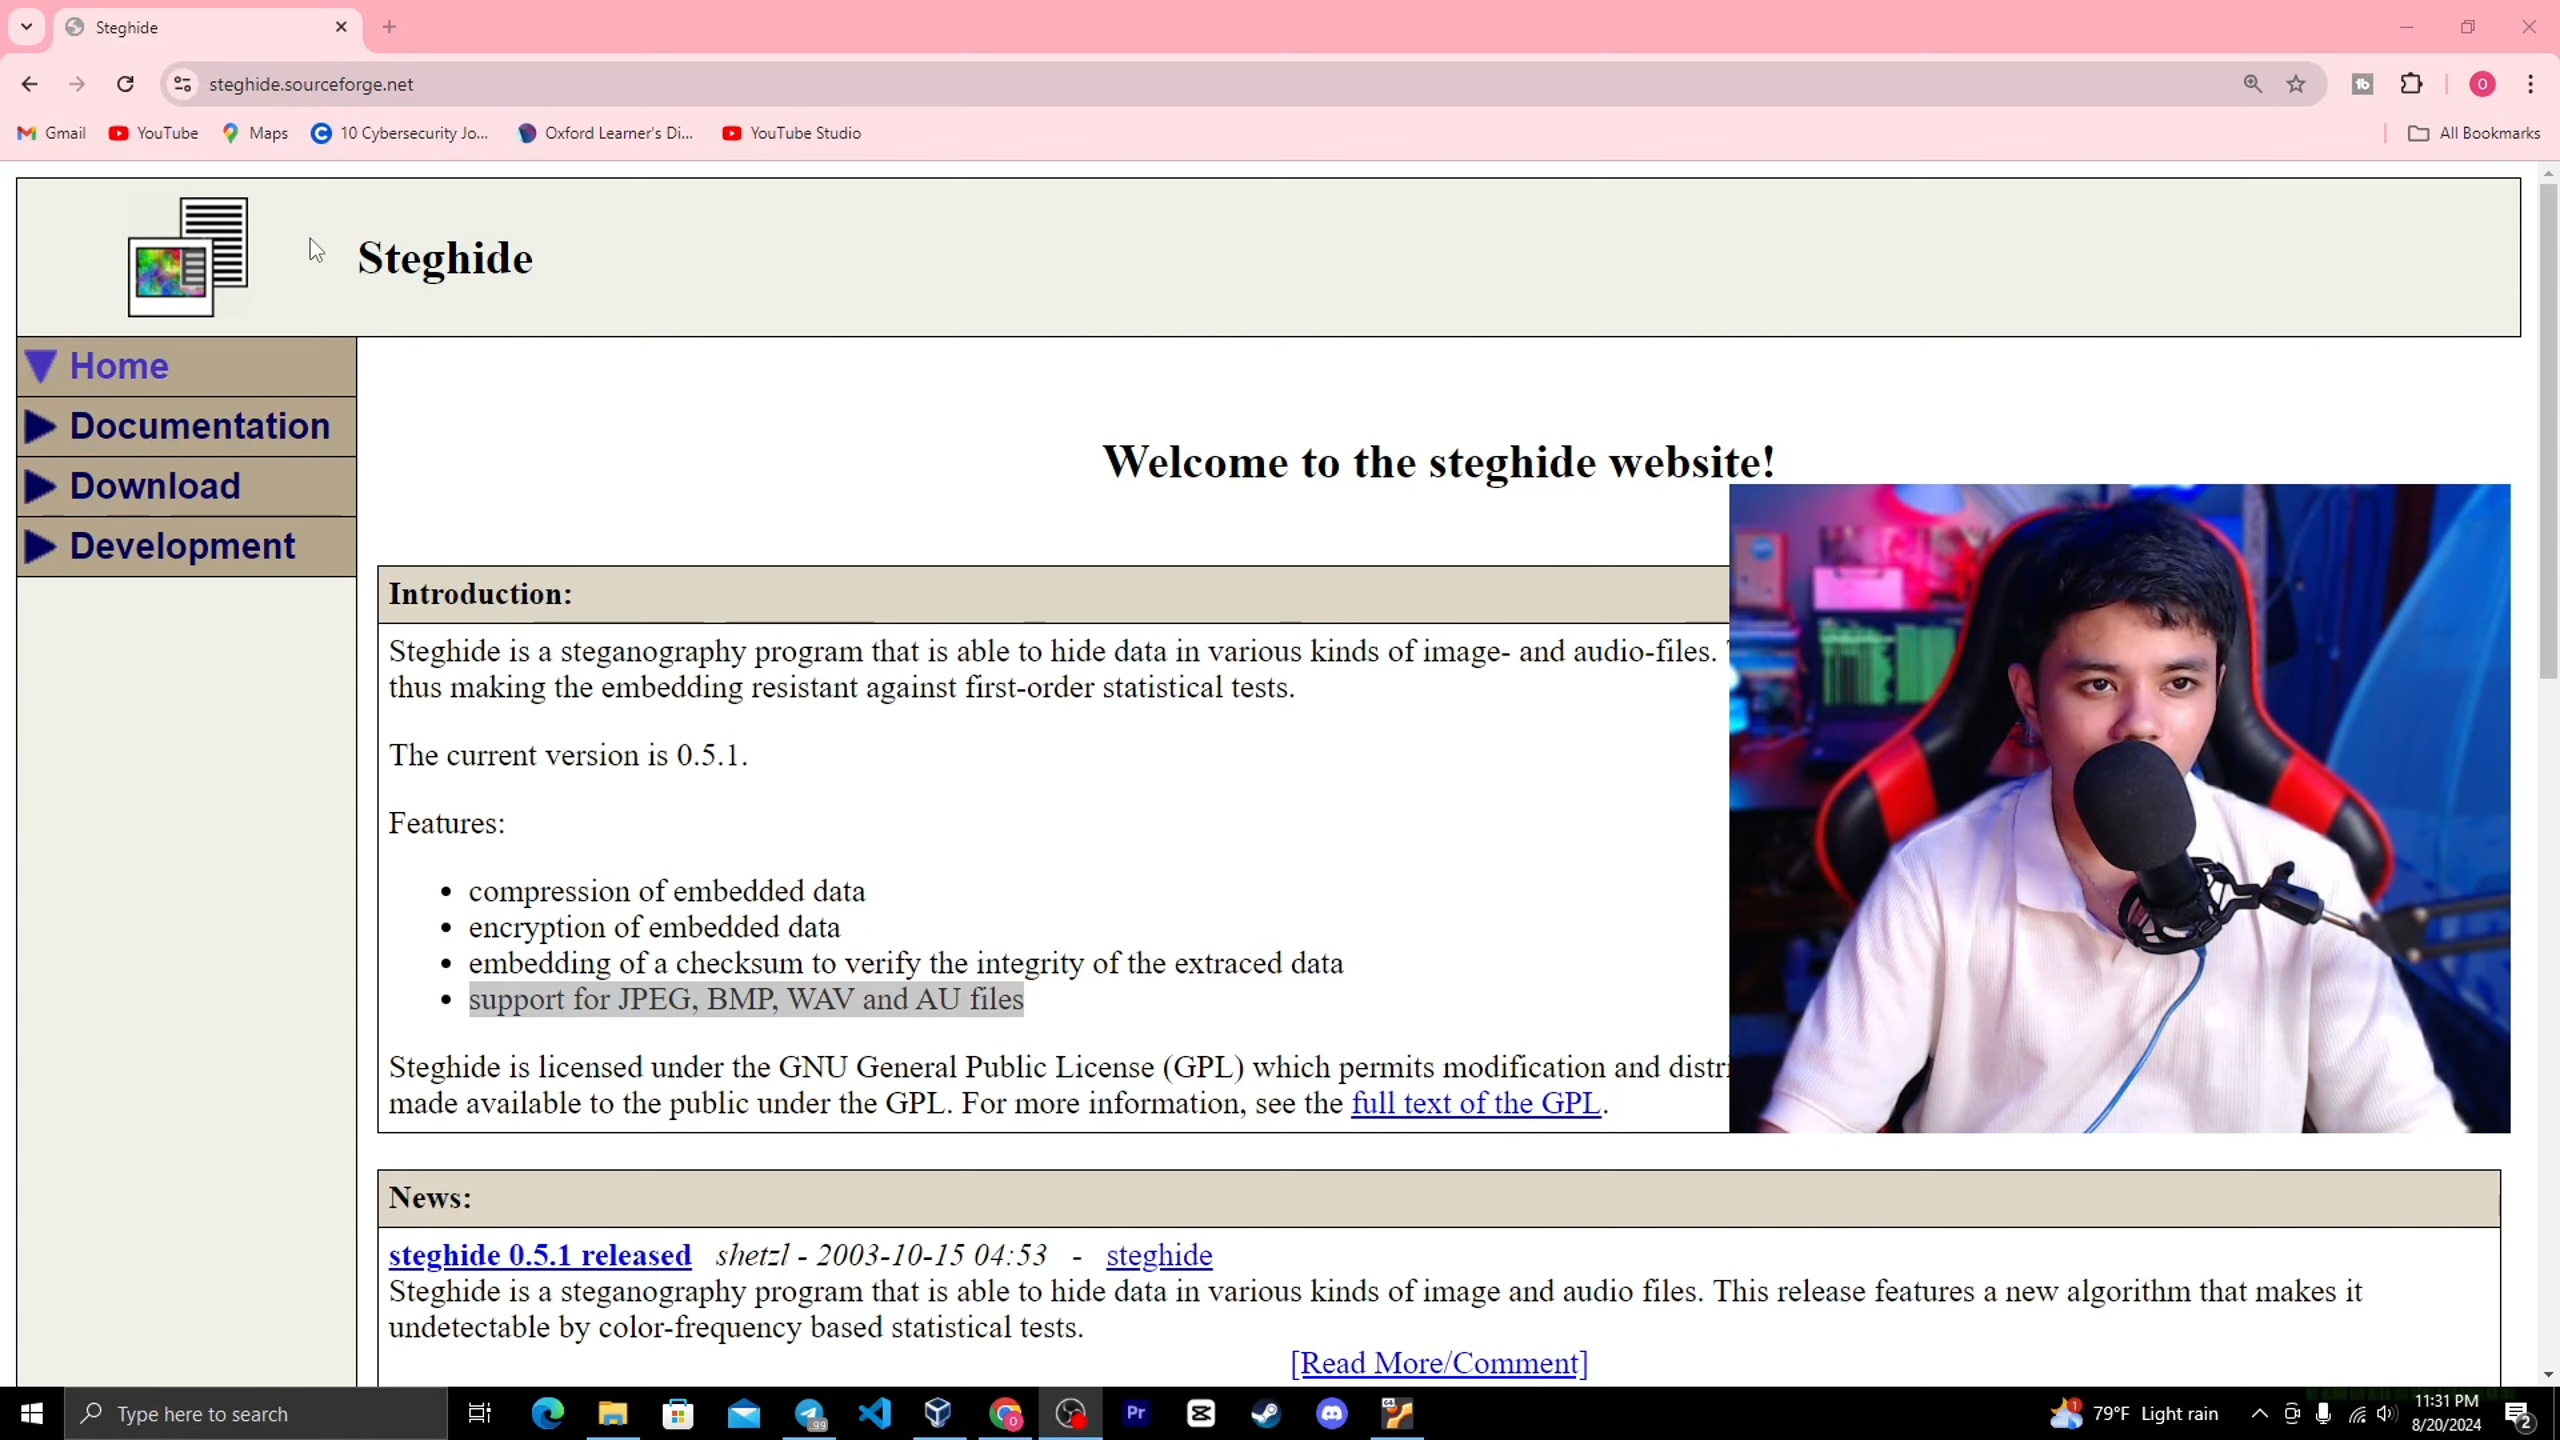 Steghide
steghide.sourceforge.net
O
Gmail
YouTube
Maps
10 Cybersecurity Jo...
Oxford Learner's Di...
YouTube Studio
All Bookmarks
Steghide
Home
Documentation
Download
Development
Welcome to the steghide website!
Introduction:
Steghide is a steganography program that is able to hide data in various kinds of image- and audio-files.
thus making the embedding resistant against first-order statistical tests.
The current version is 0.5.1.
Features:
• compression of embedded data
• encryption of embedded data
• embedding of a checksum to verify the integrity of the extraced data
• support for JPEG, BMP, WAV and AU files
Steghide is licensed under the GNU General Public License (GPL) which permits modification and distri
made available to the public under the GPL. For more information, see the full text of the GPL.
News:
steghide 0.5.1 released shetzl - 2003-10-15 04:53 - steghide
Steghide is a steganography program that is able to hide data in various kinds of image and audio files. This release features a new algorithm that makes it
undetectable by color-frequency based statistical tests.
[Read More/Comment]
Type here to search
99
Pr
79°F Light rain
11:31 PM
8/20/2024
2